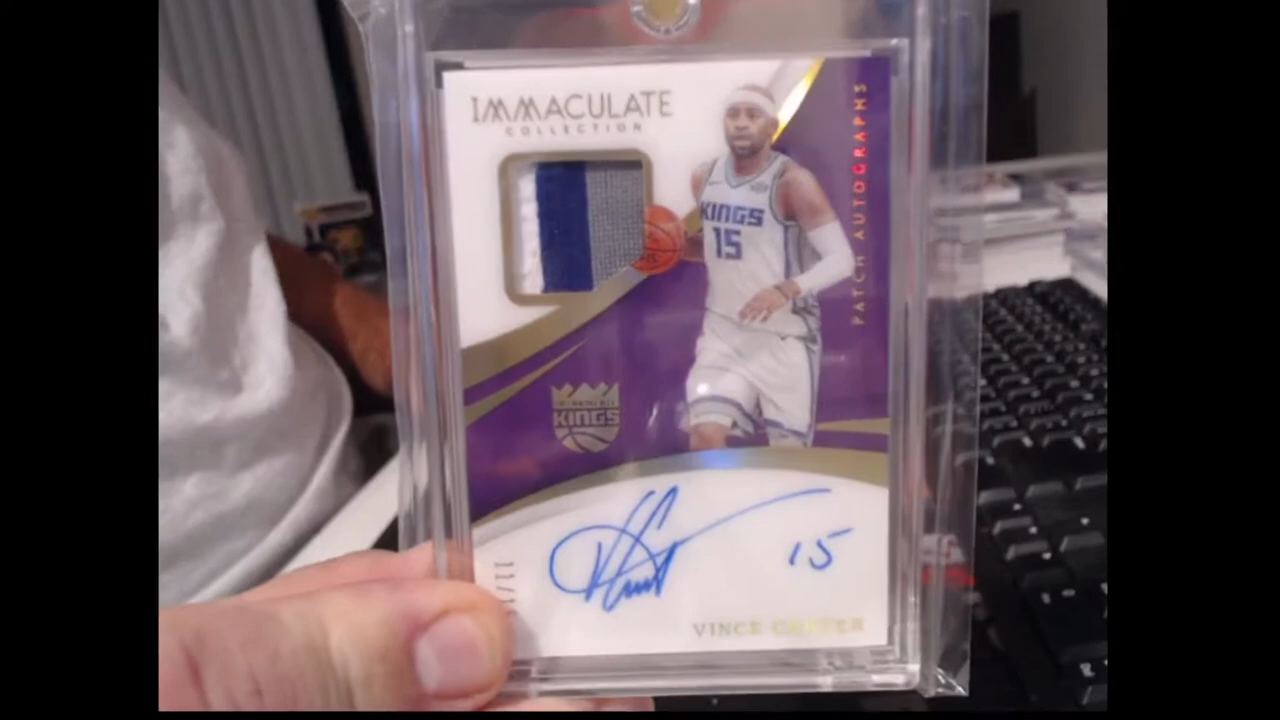 IMMACULATE
COLLECTION
PATCH AUTOGRAPHS
KINGS
15
KINGS
15
VINCE CARTER